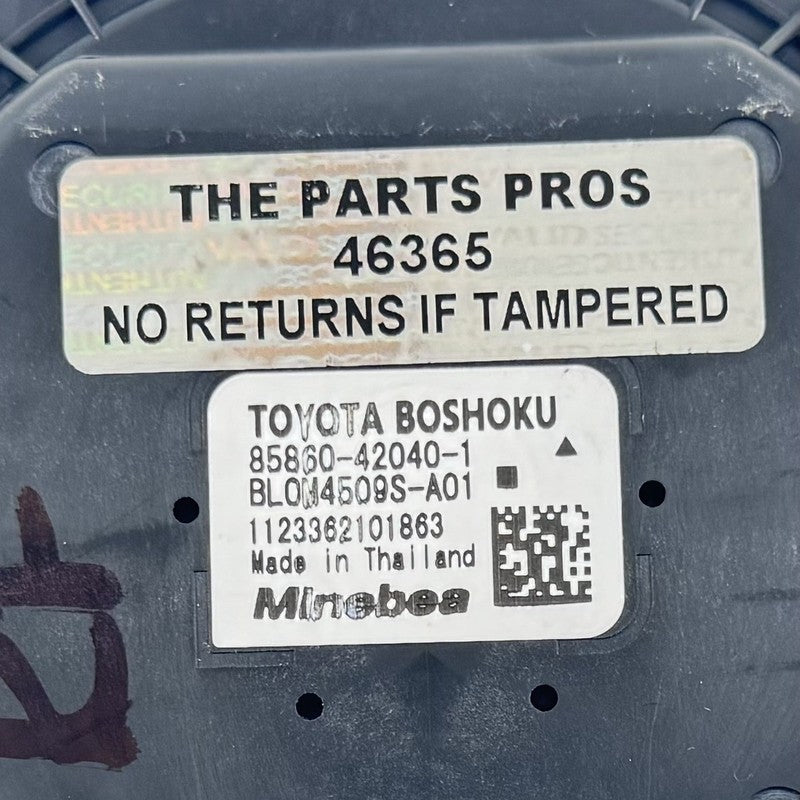 THE PARTS PROS
46365
NO RETURNS IF TAMPERED
TOYOTA BOSHOKU
85860-42040-1
BLOM4509S-A01
1123362101863
Made in Thailand
Minebea